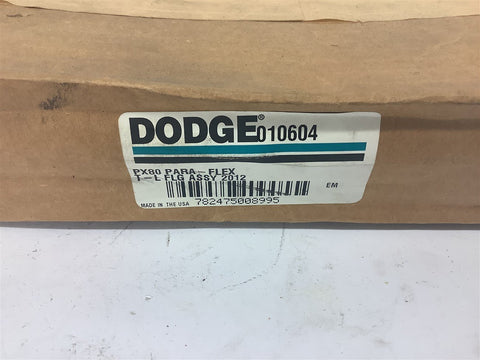 DODGE® 010604
PX80 PARA-FLEX
T-L FLG ASSY 2012
EM
MADE IN THE USA 782475008995